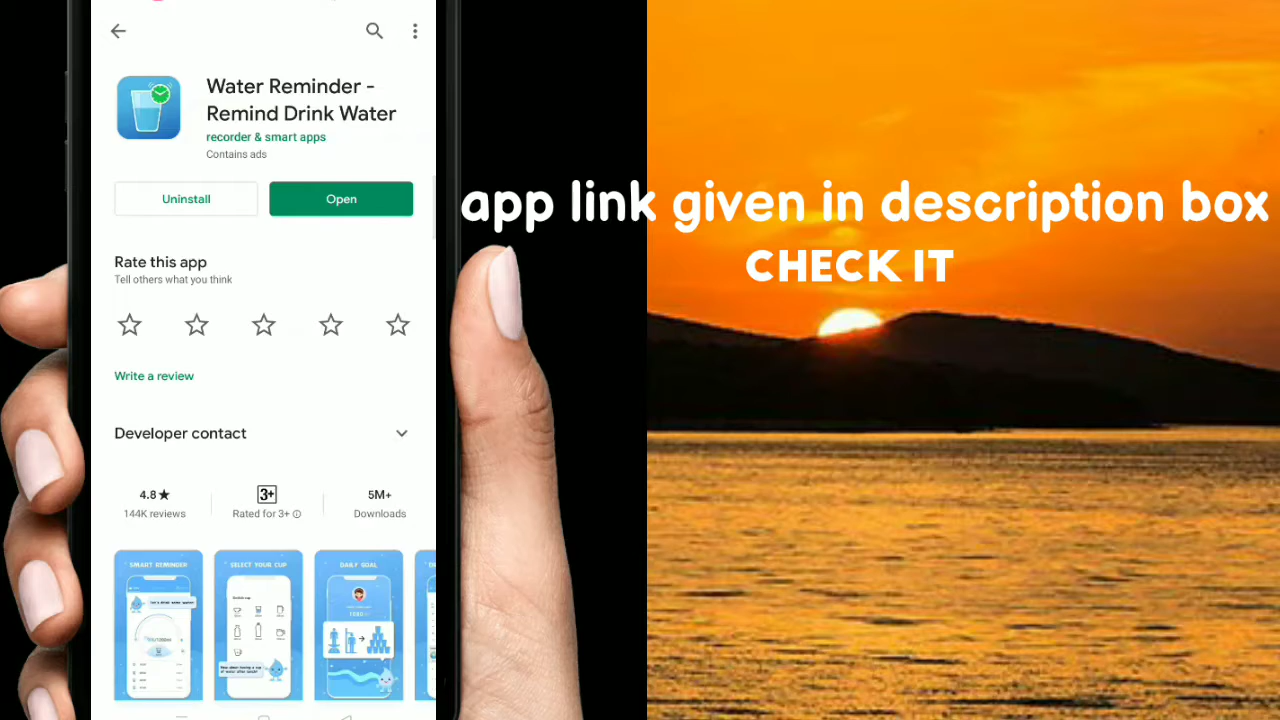 Water Reminder -
Remind Drink Water
recorder & smart apps
Contains ads
Uninstall
Open
app link given in description box
CHECK IT
Rate this app
Tell others what you think
Write a review
Developer contact
4.8★
144K reviews
3+
Rated for 3+
5M+
Downloads
SMART REMINDER
SELECT YOUR CUP
DAILY GOAL